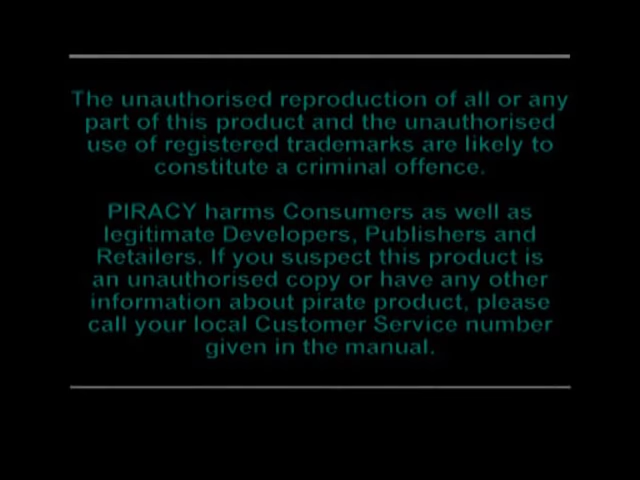 The unauthorised reproduction of all or any
part of this product and the unauthorised
use of registered trademarks are likely to
constitute a criminal offence.
PIRACY harms Consumers as well as
legitimate Developers, Publishers and
Retailers. If you suspect this product is
an unauthorised copy or have any other
information about pirate product, please
call your local Customer Service number
given in the manual.